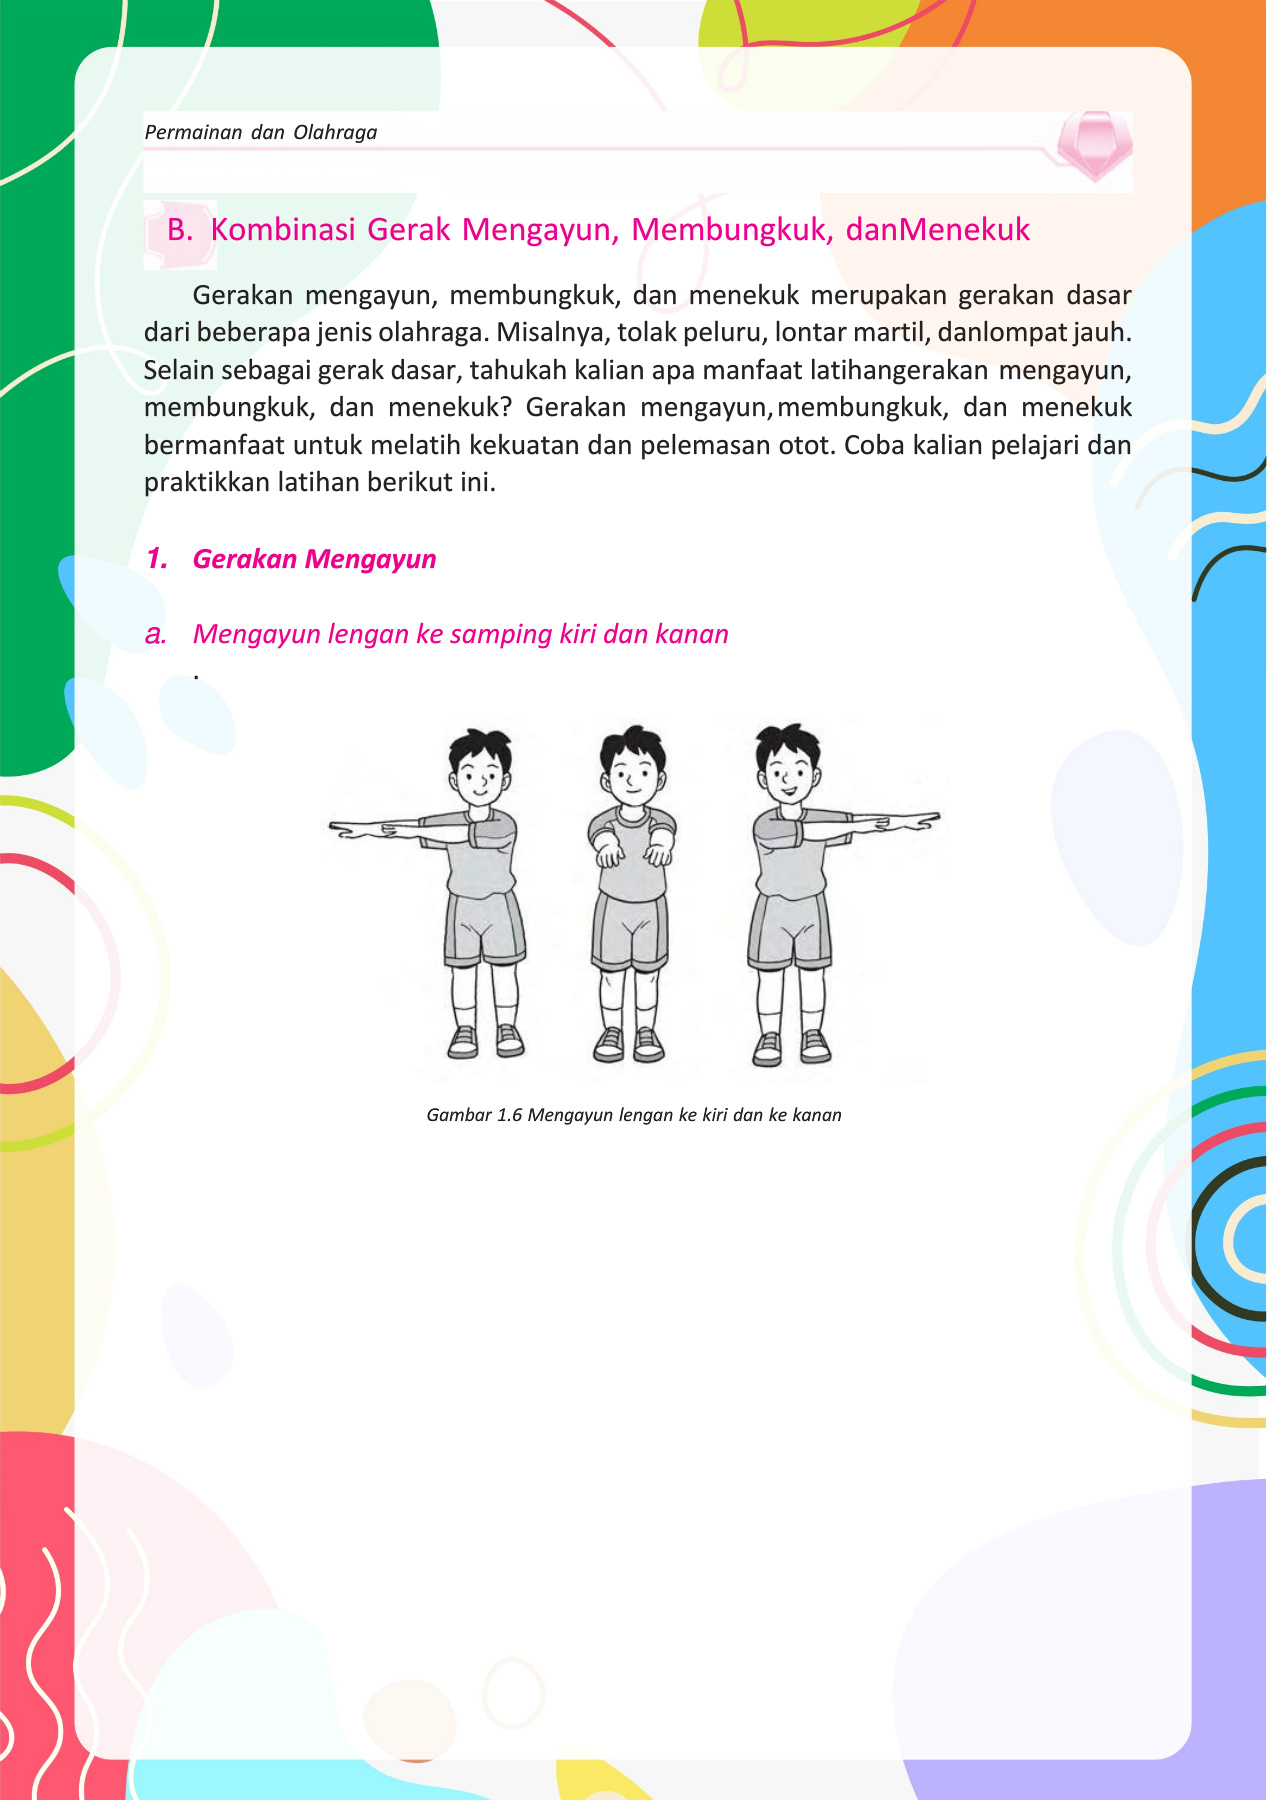 Permainan dan Olahraga
B. Kombinasi Gerak Mengayun, Membungkuk, danMenekuk
Gerakan mengayun, membungkuk, dan menekuk merupakan gerakan dasar
dari beberapa jenis olahraga. Misalnya, tolak peluru, lontar martil, danlompat jauh.
Selain sebagai gerak dasar, tahukah kalian apa manfaat latihangerakan mengayun,
membungkuk, dan menekuk? Gerakan mengayun,membungkuk, dan menekuk
bermanfaat untuk melatih kekuatan dan pelemasan otot. Coba kalian pelajari dan
praktikkan latihan berikut ini.
1. Gerakan Mengayun
a. Mengayun lengan ke samping kiri dan kanan
.
Gambar 1.6 Mengayun lengan ke kiri dan ke kanan